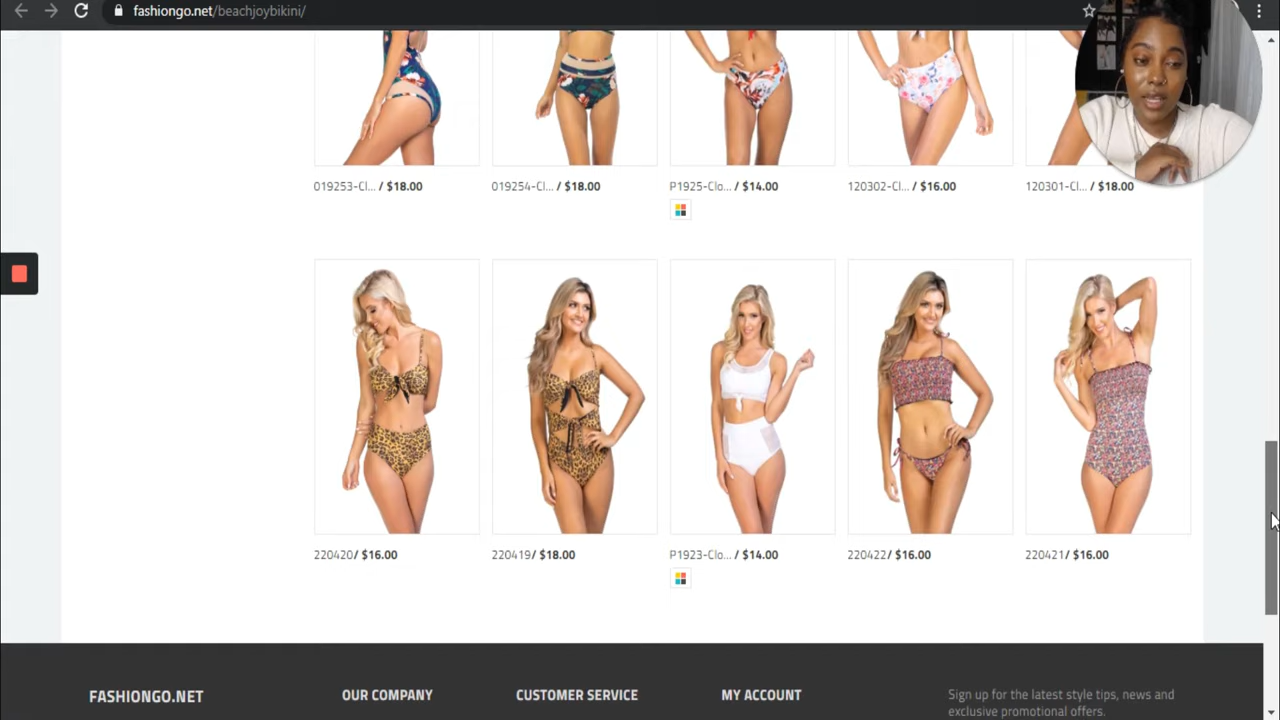 fashiongo.net/beachjoybikini/
019253-Cl... / $18.00
019254-Cl... / $18.00
P1925-Clo... / $14.00
120302-Cl... / $16.00
120301-Cl... / $18.00
220420/ $16.00
220419/ $18.00
P1923-Clo... / $14.00
220422/ $16.00
220421/ $16.00
FASHIONGO.NET
OUR COMPANY
CUSTOMER SERVICE
MY ACCOUNT
Sign up for the latest style tips, news and
exclusive promotional offers.